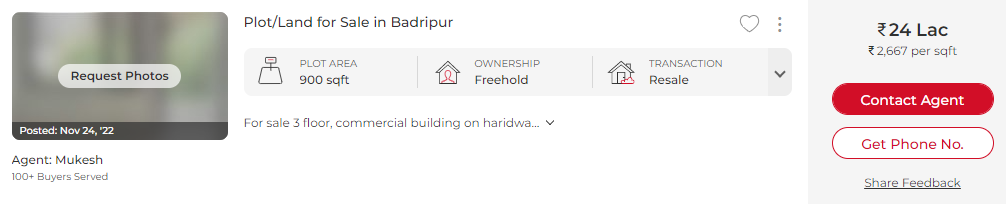 Plot/Land for Sale in Badripur
Request Photos
Posted: Nov 24, '22
PLOT AREA
900 sqft
OWNERSHIP
Freehold
TRANSACTION
Resale
For sale 3 floor, commercial building on haridwa...
Agent: Mukesh
100+ Buyers Served
₹24 Lac
₹2,667 per sqft
Contact Agent
Get Phone No.
Share Feedback